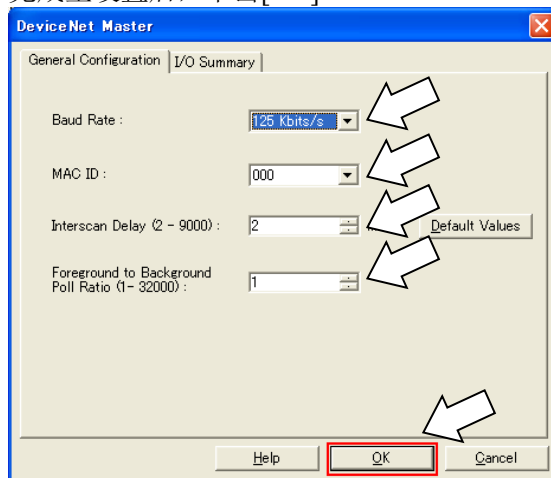 DeviceNet Master
General Configuration
I/O Summary
Baud Rate :
125 Kbits/s
MAC ID :
000
Interscan Delay (2 - 9000) :
2
Default Values
Foreground to Background
Poll Ratio (1- 32000) :
1
Help
OK
Cancel